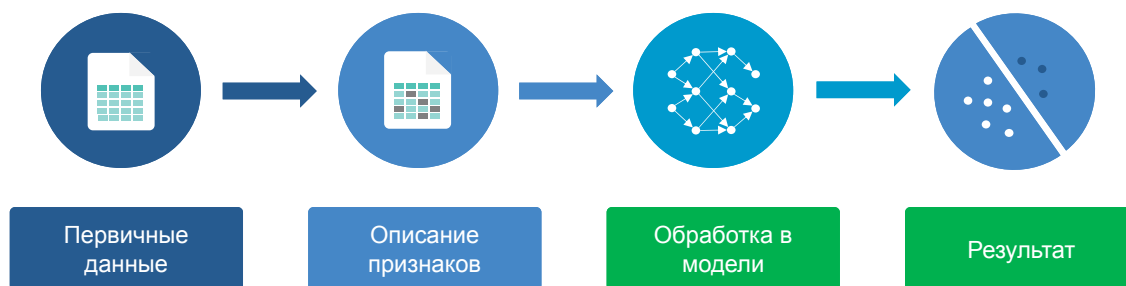 Первичные
данные
Описание
признаков
Обработка в
модели
Результат